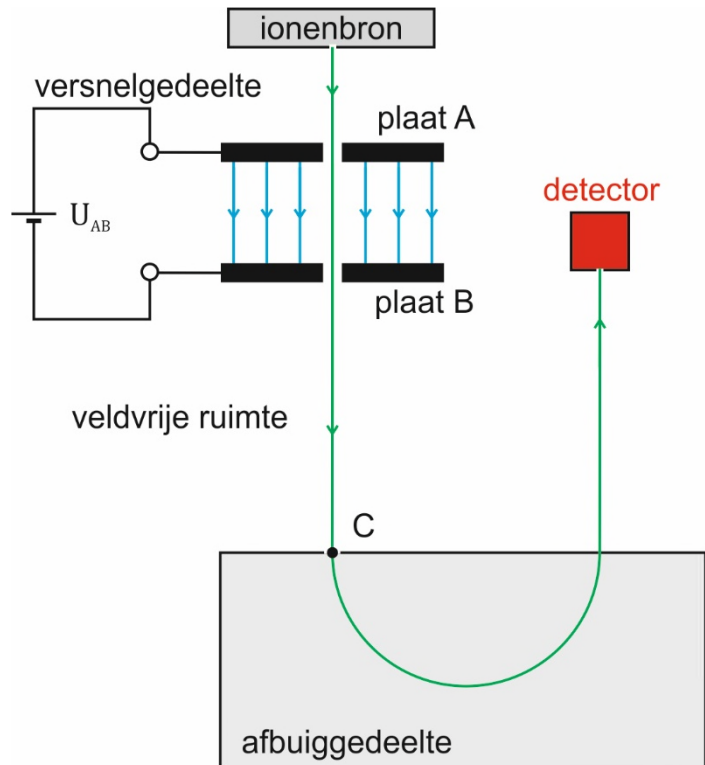 ionenbron
versnelgedeelte
plaat A
detector
U_AB
plaat B
veldvrije ruimte
C
afbuiggedeelte